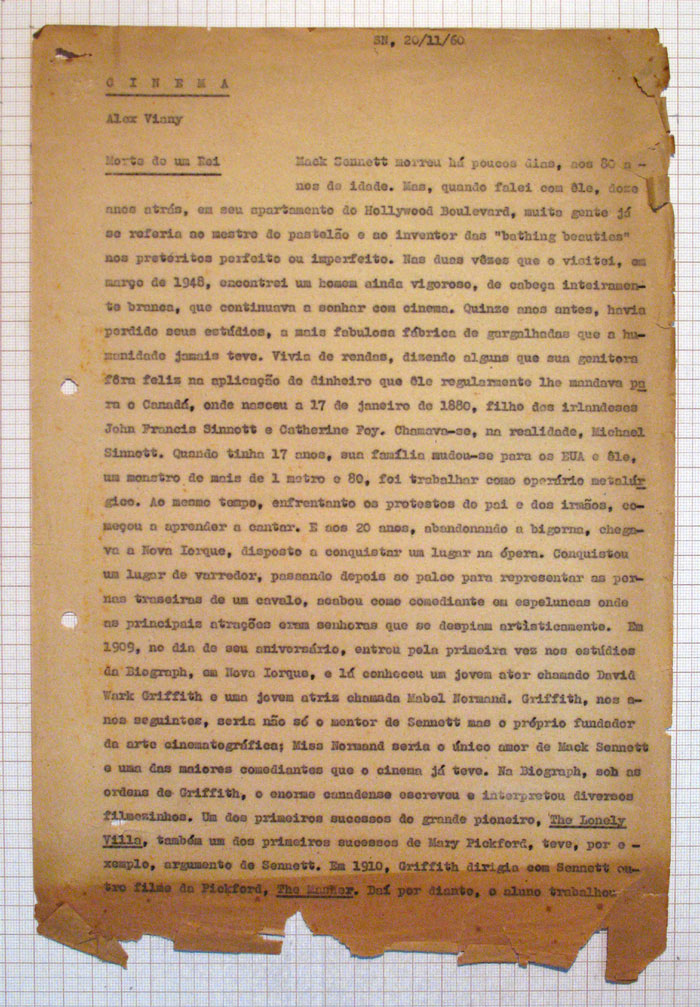 SN, 20/11/60
C I N E M A
Alex Viany
Morte de um Rei Mack Sennett morreu há poucos dias, aos 80 a-
nos de idade. Mas, quando falei com êle, doze
anos atrás, em seu apartamento do Hollywood Boulevard, muita gente já
se referia ao mestre do pastelão e ao inventor das "bathing beauties"
nos pretéritos perfeito ou imperfeito. Nas duas vêzes que o visitei, em
março de 1948, encontrei um homem ainda vigoroso, de cabeça inteiramen-
te branca, que continuava a sonhar com cinema. Quinze anos antes, havia
perdido seus estúdios, a mais fabulosa fábrica de gargalhadas que a hu-
manidade jamais teve. Vivia de rendas, dizendo alguns que sua genitora
fôra feliz na aplicação do dinheiro que êle regularmente lhe mandava pa
ra o Canadá, onde nasceu a 17 de janeiro de 1880, filho dos irlandeses
John Francis Sinnott e Catherine Foy. Chamava-se, na realidade, Michael
Sinnott. Quando tinha 17 anos, sua família mudou-se para os EUA e êle,
um monstro de mais de 1 metro e 80, foi trabalhar como operário metalúr
gico. Ao mesmo tempo, enfrentanto os protestos do pai e dos irmãos, co-
meçou a aprender a cantar. E aos 20 anos, abandonando a bigorna, chega-
va a Nova Iorque, disposto a conquistar um lugar na ópera. Conquistou
um lugar de varredor, passando depois ao palco para representar as per-
nas traseiras de um cavalo, acabou como comediante em espeluncas onde
as principais atrações eram senhoras que se despiam artìsticamente. Em
1909, no dia de seu aniversário, entrou pela primeira vez nos estúdios
da Biograph, em Nova Iorque, e lá conheceu um jovem ator chamado David
Wark Griffith e uma jovem atriz chamada Mabel Normand. Griffith, nos a-
nos seguintes, seria não só o mentor de Sennett mas o próprio fundador
da arte cinematográfica; Miss Normand seria o único amor de Mack Sennett
e uma das maiores comediantes que o cinema já teve. Na Biograph, sob as
ordens de Griffith, o enorme canadense escreveu e interpretou diversos
filmezinhos. Um dos primeiros sucessos do grande pioneiro, The Lonely
Villa, também um dos primeiros sucessos de Mary Pickford, teve, por e -
xemplo, argumento de Sennett. Em 1910, Griffith dirigia com Sennett ou-
tro filme da Pickford, The Masher. Daí por diante, o aluno trabalhou